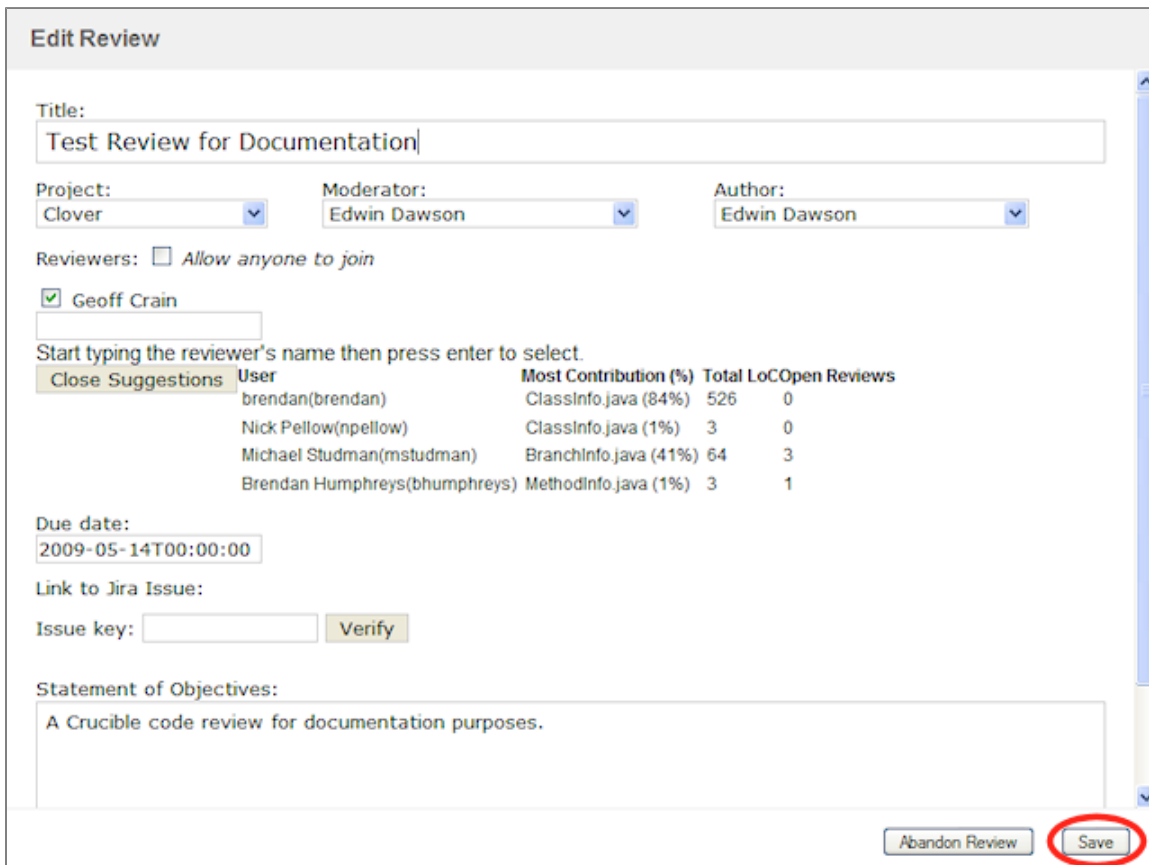 Edit Review
Title:
Test Review for Documentation
Project: Moderator: Author:
Clover Edwin Dawson Edwin Dawson
Reviewers: Allow anyone to join
Geoff Crain
Start typing the reviewer's name then press enter to select.
Close Suggestions User Most Contribution (%) Total LoCOpen Reviews
brendan(brendan) ClassInfo.java (84%) 526 0
Nick Pellow(npellow) ClassInfo.java (1%) 3 0
Michael Studman(mstudman) BranchInfo.java (41%) 64 3
Brendan Humphreys(bhumphreys) MethodInfo.java (1%) 3 1
Due date:
2009-05-14T00:00:00
Link to Jira Issue:
Issue key: Verify
Statement of Objectives:
A Crucible code review for documentation purposes.
Abandon Review Save